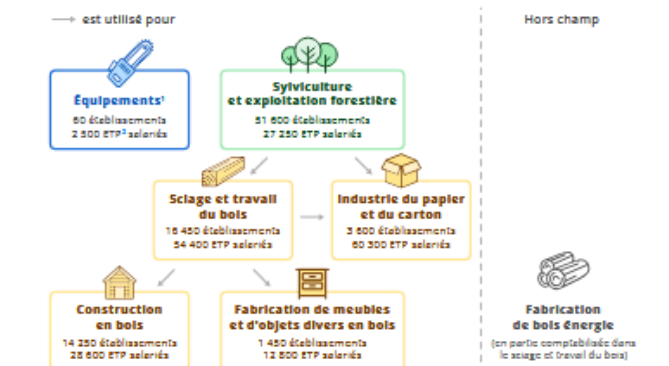 est utilisé pour
Hors champ
Équipements¹
60 établissements
2 500 ETP² salariés
Sylviculture
et exploitation forestière
51 600 établissements
27 250 ETP salariés
Sciage et travail
du bois
16 450 établissements
54 400 ETP salariés
Industrie du papier
et du carton
3 600 établissements
60 300 ETP salariés
Construction
en bois
14 250 établissements
28 600 ETP salariés
Fabrication de meubles
et d'objets divers en bois
1 450 établissements
12 800 ETP salariés
Fabrication
de bois énergie
(en partie comptabilisée dans
le sciage et travail du bois)